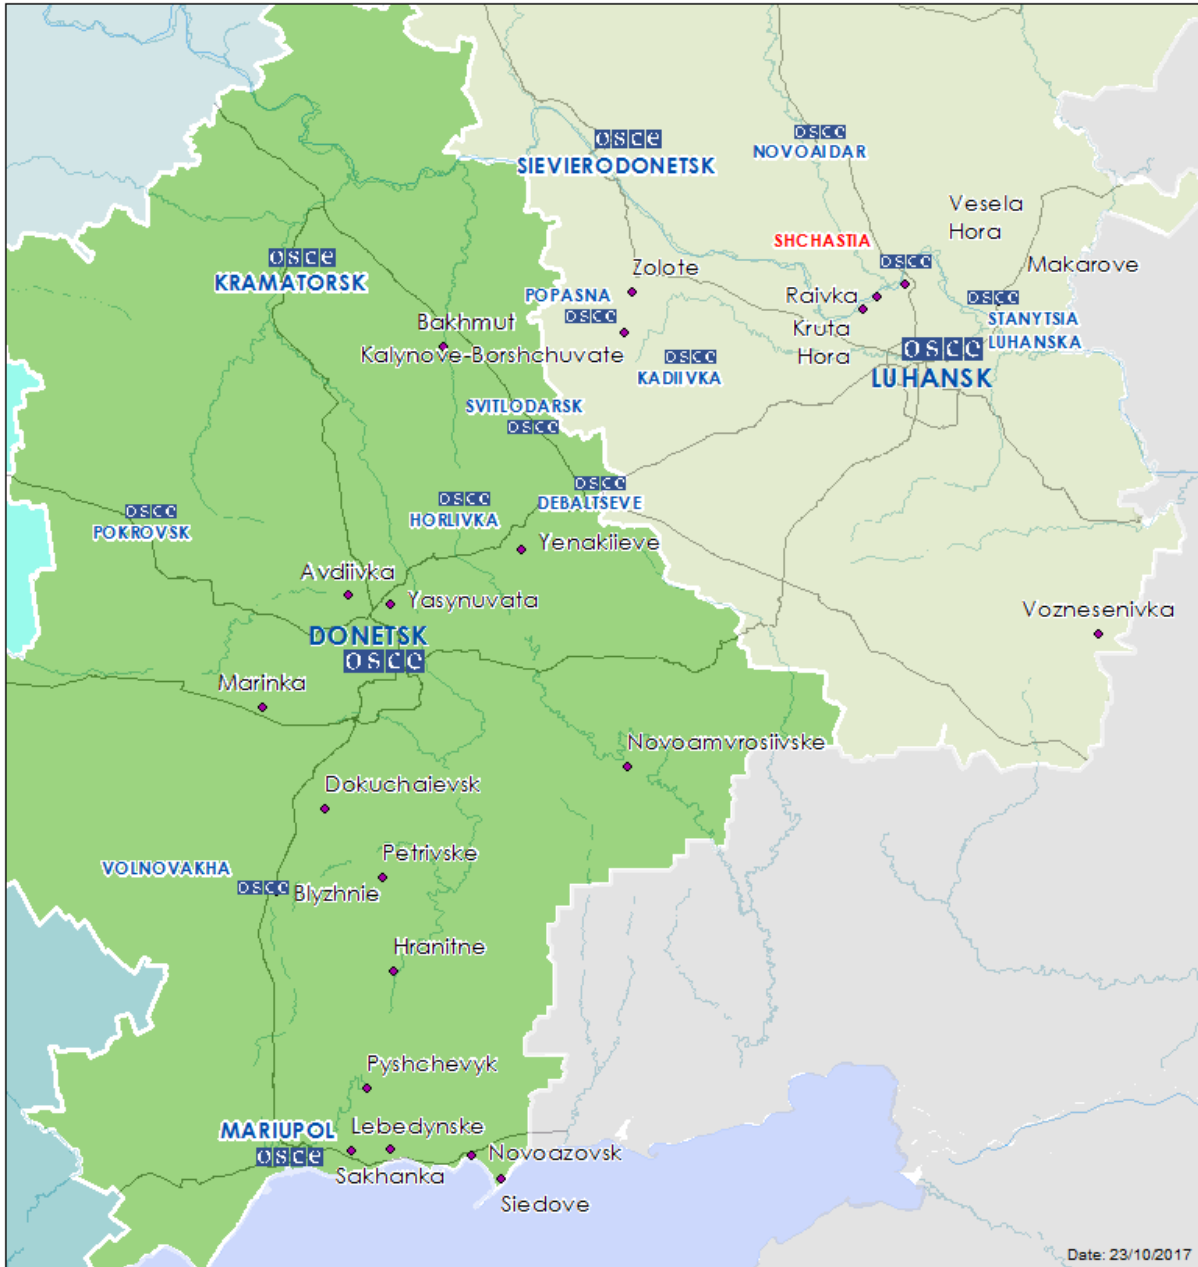 OSCE
SIEVIERODONETSK
OSCE
NOVOAIDAR
Vesela
Hora
SHCHASTIA
OSCE
Makarove
OSCE
KRAMATORSK
Zolote
POPASNA
OSCE
Raivka
Kruta
Hora
OSCE
STANYTSIA
LUHANSKA
Bakhmut
Kalynove-Borshchuvate
OSCE
KADIIVKA
OSCE
LUHANSK
SVITLODARSK
OSCE
OSCE
DEBALTSEVE
OSCE
HORLIVKA
OSCE
POKROVSK
Yenakiieve
Avdiivka
Yasynuvata
Voznesenivka
DONETSK
OSCE
Marinka
Novoamvrosiivske
Dokuchaievsk
VOLNOVAKHA
OSCE
Petrivske
Blyzhnie
Hranitne
Pyshchevyk
MARIUPOL
OSCE
Lebedynske
Sakhanka
Novoazovsk
Siedove
Date: 23/10/2017